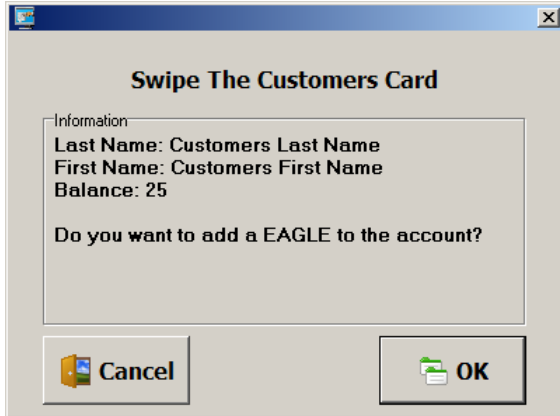 Swipe The Customers Card
Information
Last Name: Customers Last Name
First Name: Customers First Name
Balance: 25
Do you want to add a EAGLE to the account?
Cancel
OK